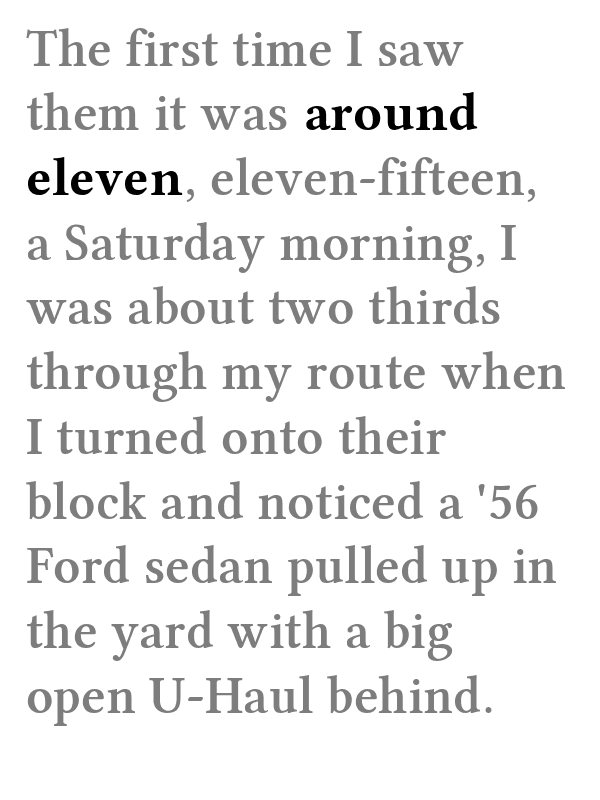 The first time I saw
them it was around
eleven, eleven-fifteen,
a Saturday morning, I
was about two thirds
through my route when
I turned onto their
block and noticed a '56
Ford sedan pulled up in
the yard with a big
open U-Haul behind.